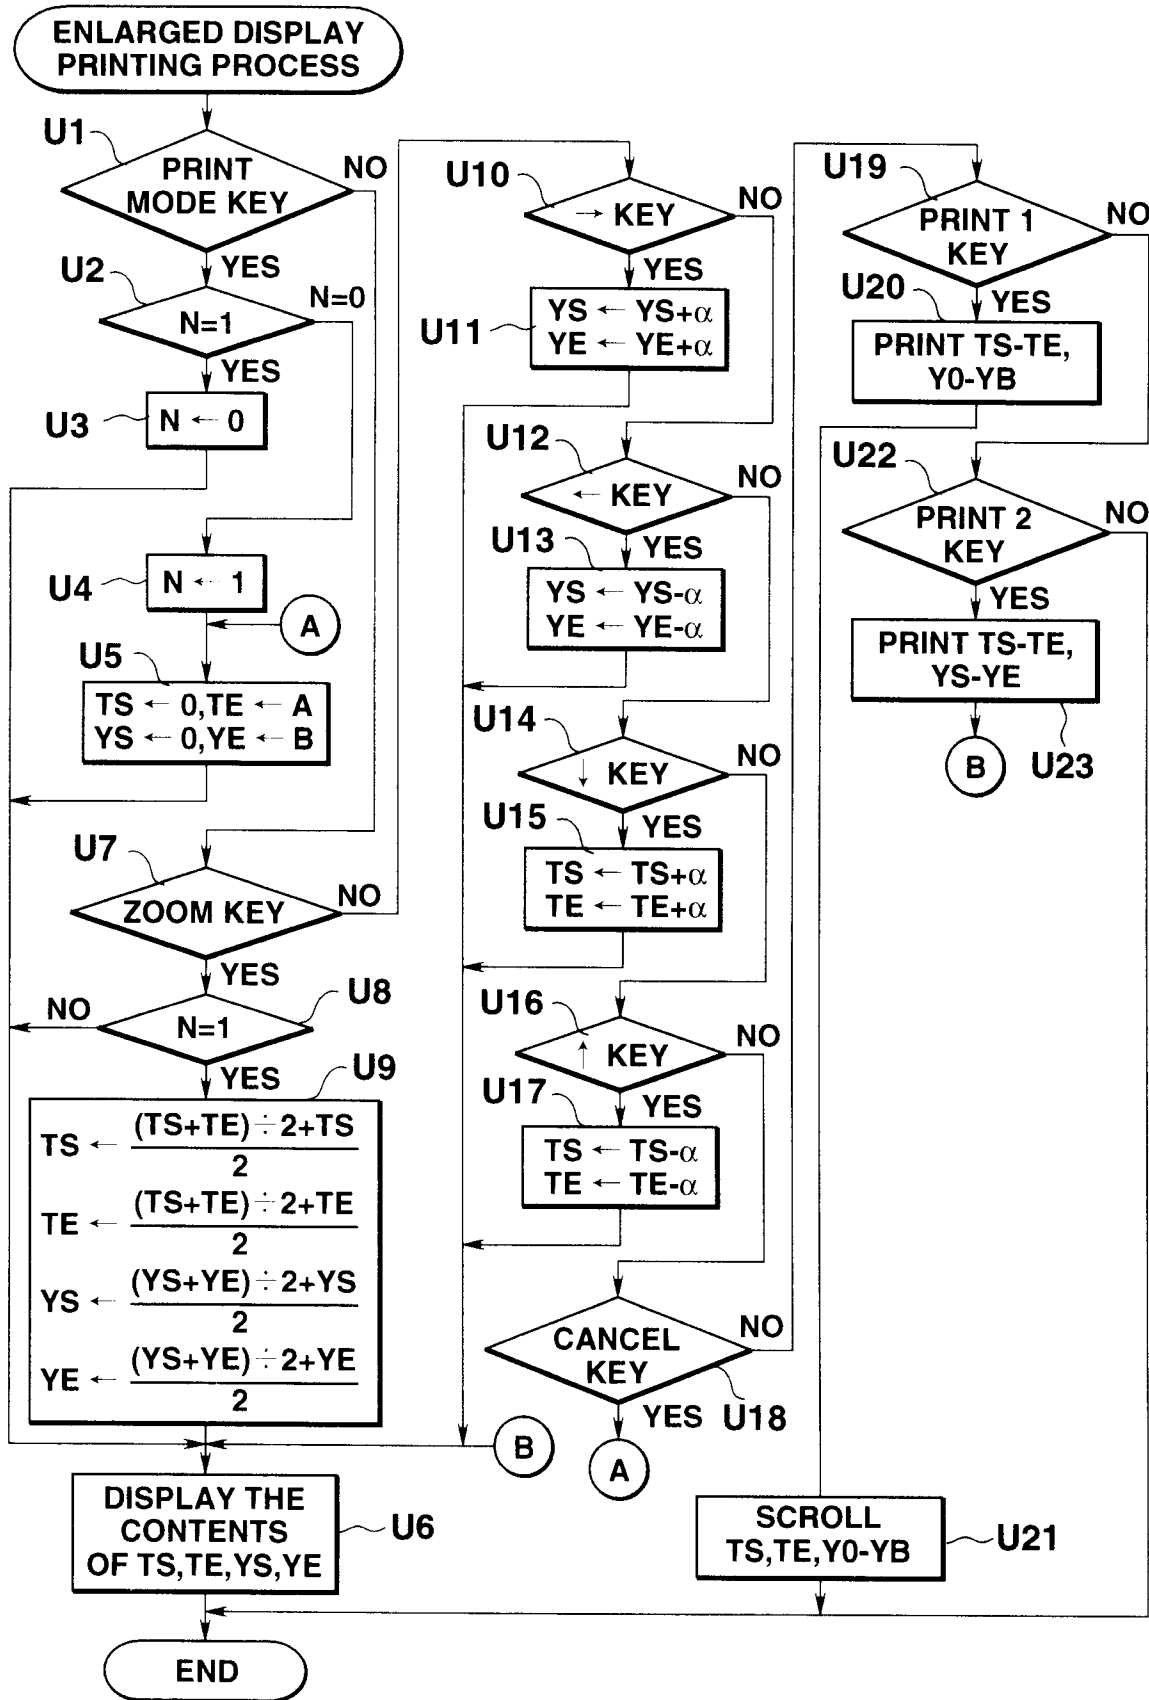 ENLARGED DISPLAY
PRINTING PROCESS
U1
PRINT
MODE KEY
NO
YES
U2
N=1
N=0
YES
U3
N ← 0
U4
N ← 1
A
U5
TS ← 0,TE ← A
YS ← 0,YE ← B
U7
ZOOM KEY
NO
YES
U8
NO
N=1
YES
U9
TS ← (TS+TE) ÷ 2+TS
2
TE ← (TS+TE) ÷ 2+TE
2
YS ← (YS+YE) ÷ 2+YS
2
YE ← (YS+YE) ÷ 2+YE
2
DISPLAY THE
CONTENTS
OF TS,TE,YS,YE
U6
END
U10
→ KEY
NO
YES
U11
YS ← YS+α
YE ← YE+α
U12
← KEY
NO
YES
U13
YS ← YS-α
YE ← YE-α
U14
↓ KEY
NO
YES
U15
TS ← TS+α
TE ← TE+α
U16
↑ KEY
NO
YES
U17
TS ← TS-α
TE ← TE-α
CANCEL
KEY
NO
U18
YES
B
A
U19
PRINT 1
KEY
NO
YES
U20
PRINT TS-TE,
Y0-YB
U22
PRINT 2
KEY
NO
YES
PRINT TS-TE,
YS-YE
U23
B
SCROLL
TS,TE,Y0-YB
U21